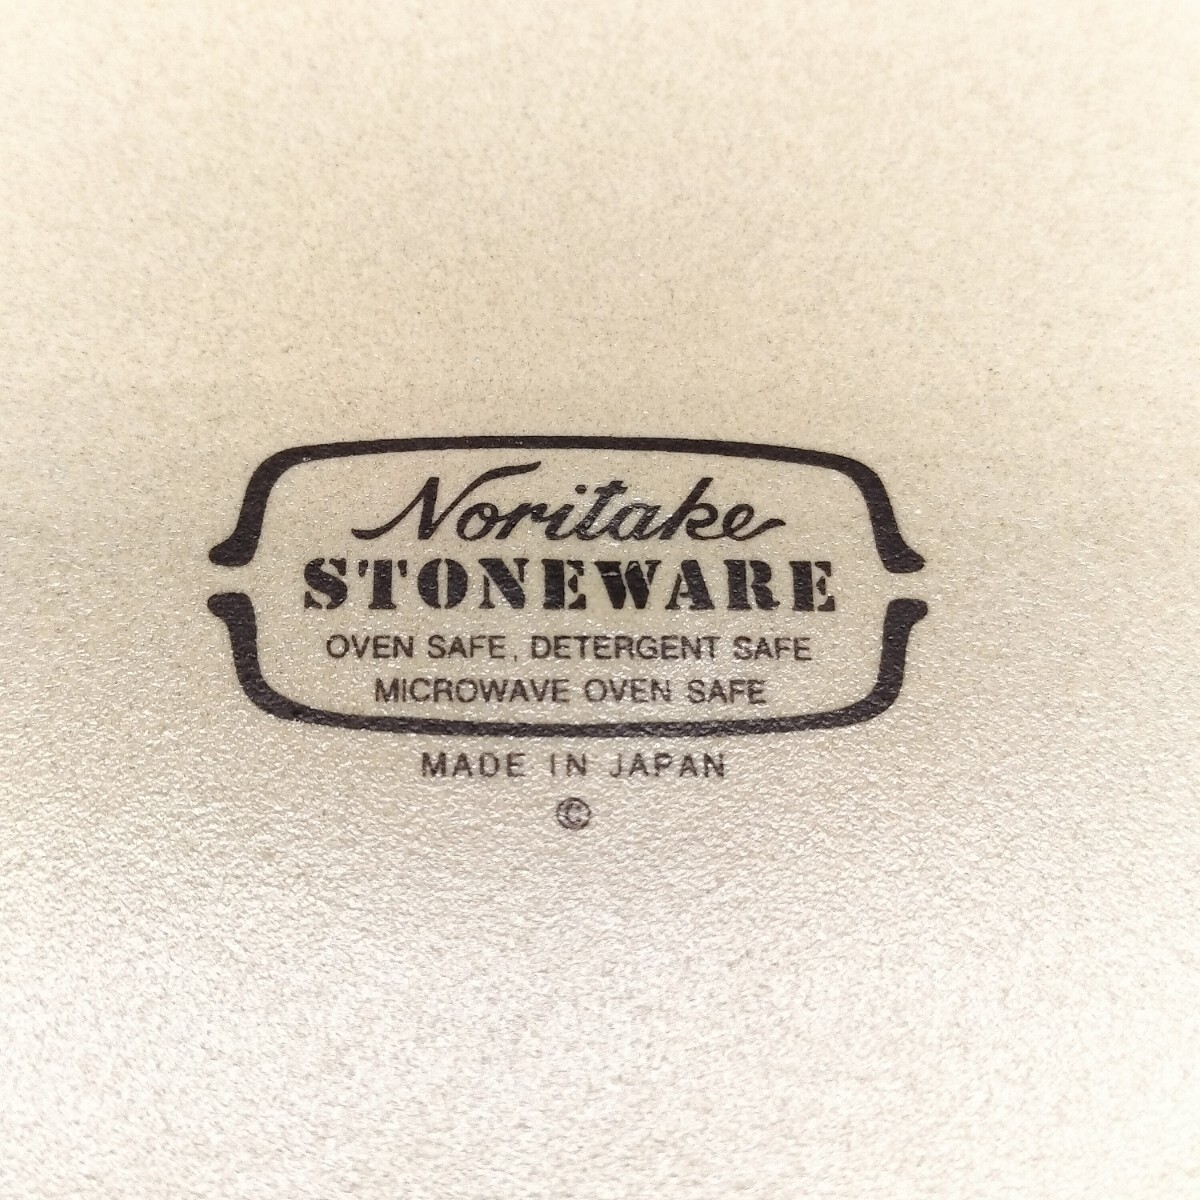 Noritake
STONEWARE
OVEN SAFE, DETERGENT SAFE
MICROWAVE OVEN SAFE
MADE IN JAPAN
©